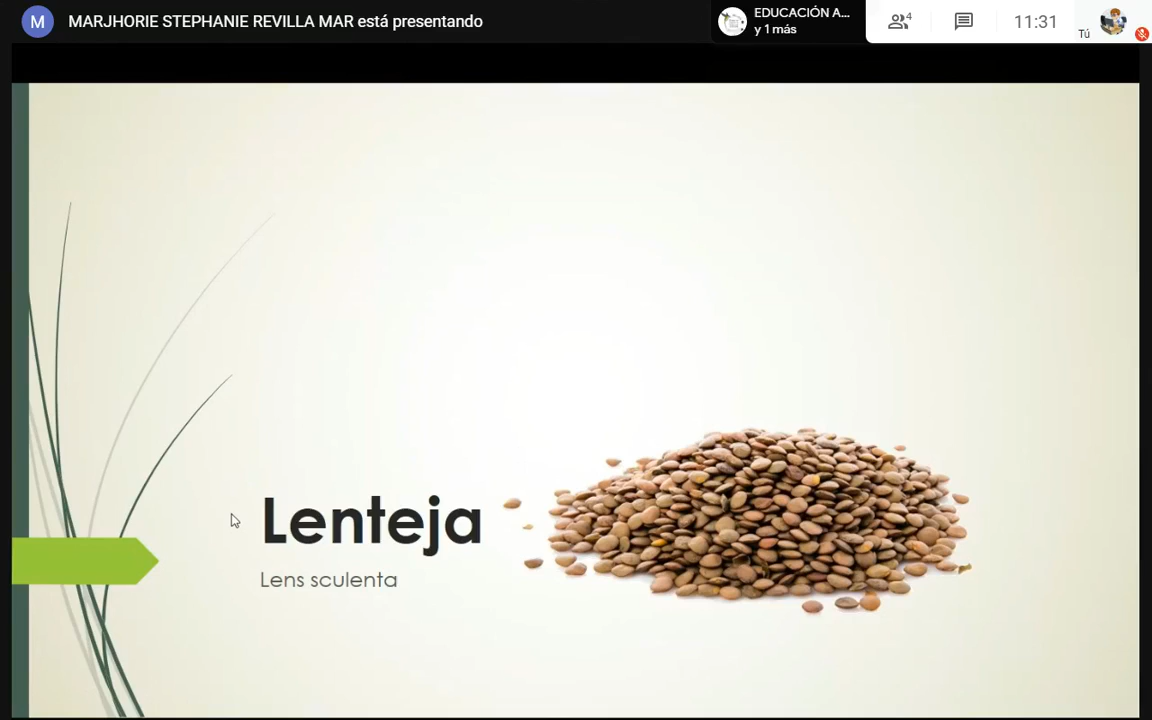 M
MARJHORIE STEPHANIE REVILLA MAR está presentando
EDUCACIÓN A...
y 1 más
4
11:31
Tú
Lenteja
Lens sculenta